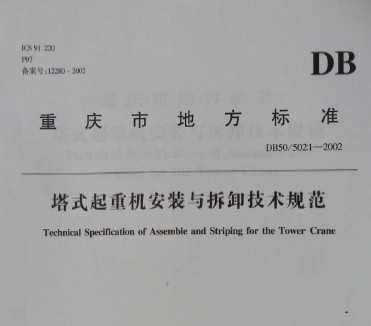 ICS 91.220
P97
备案号:12280-2002
DB
重庆市地方标准
DB50/5021-2002
塔式起重机安装与拆卸技术规范
Technical Specification of Assemble and Striping for the Tower Crane